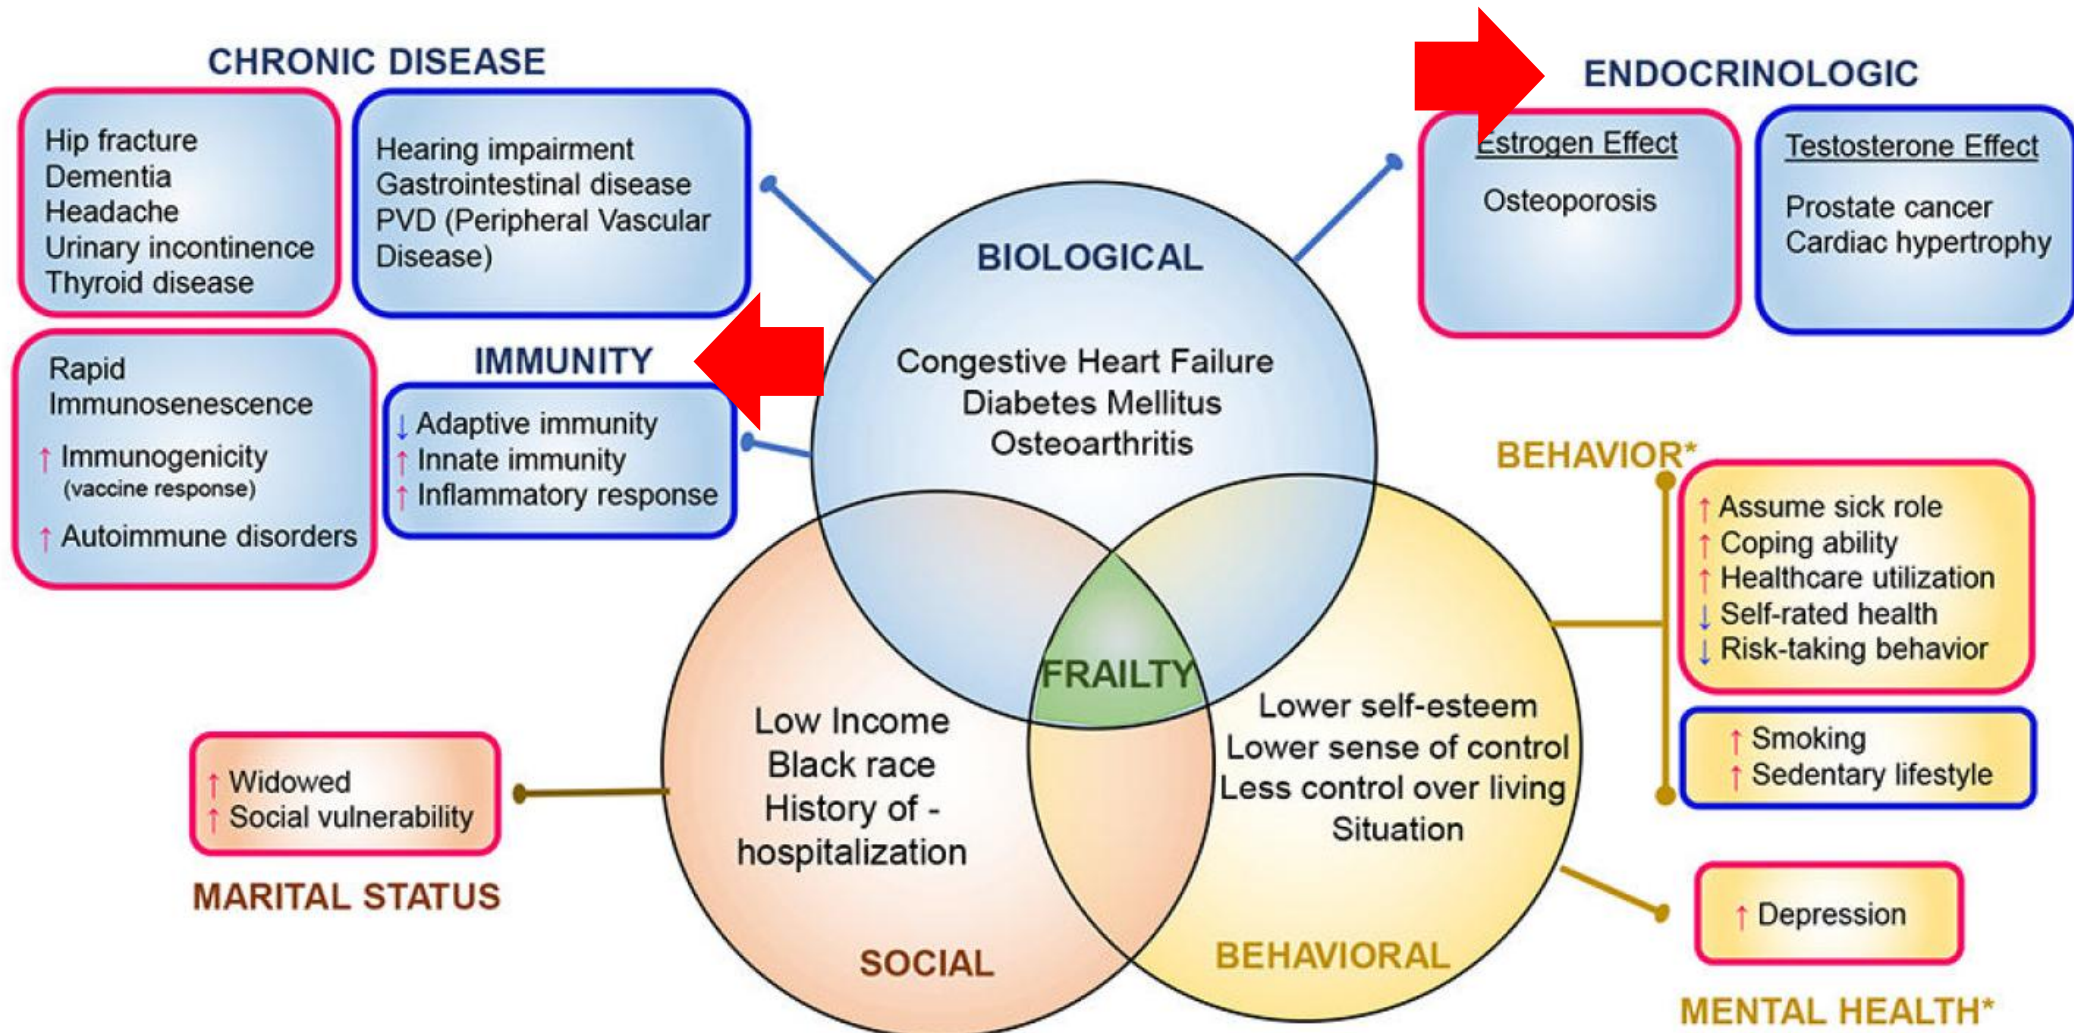 CHRONIC DISEASE
Hip fracture
Dementia
Headache
Urinary incontinence
Thyroid disease
Hearing impairment
Gastrointestinal disease
PVD (Peripheral Vascular
Disease)
IMMUNITY
Rapid
Immunosenescence
↑ Immunogenicity
(vaccine response)
↑ Autoimmune disorders
↓ Adaptive immunity
↑ Innate immunity
↑ Inflammatory response
ENDOCRINOLOGIC
Estrogen Effect
Osteoporosis
Testosterone Effect
Prostate cancer
Cardiac hypertrophy
BIOLOGICAL
Congestive Heart Failure
Diabetes Mellitus
Osteoarthritis
FRAILTY
BEHAVIOR*
↑ Assume sick role
↑ Coping ability
↑ Healthcare utilization
↓ Self-rated health
↓ Risk-taking behavior
↑ Smoking
↑ Sedentary lifestyle
Low Income
Black race
History of -
hospitalization
SOCIAL
Lower self-esteem
Lower sense of control
Less control over living
Situation
BEHAVIORAL
↑ Widowed
↑ Social vulnerability
MARITAL STATUS
↑ Depression
MENTAL HEALTH*